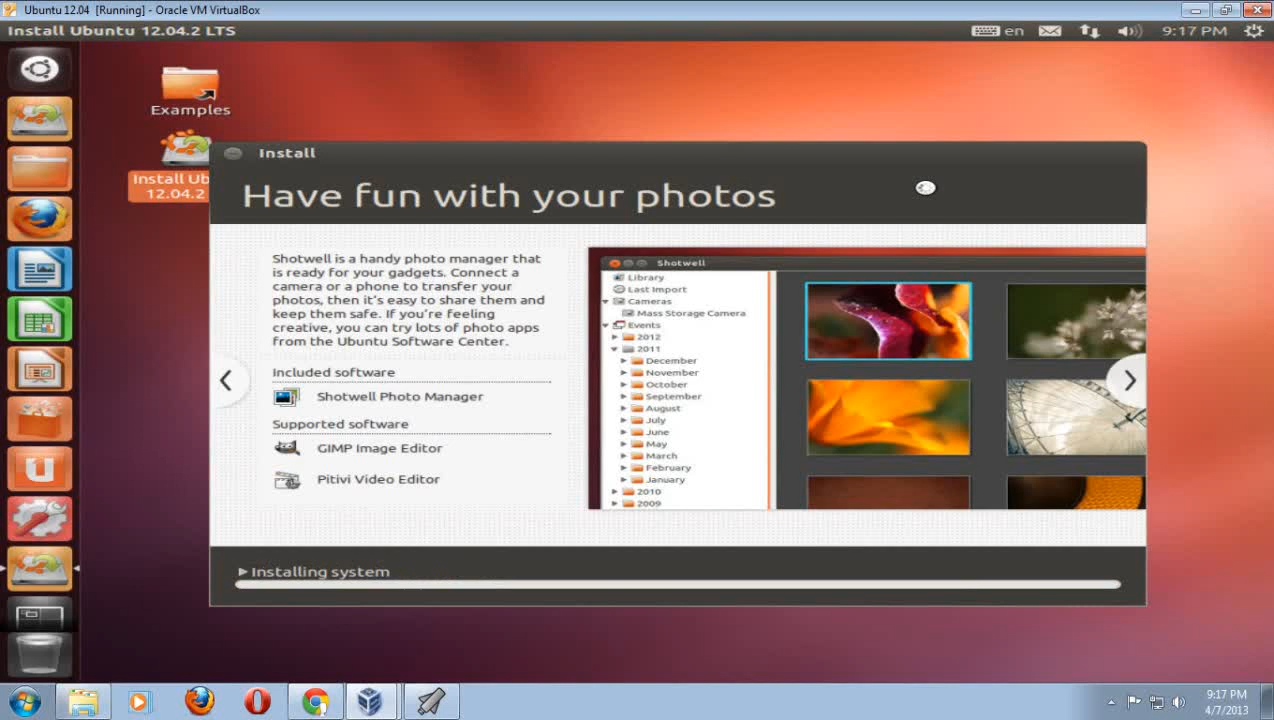 Ubuntu 12.04 [Running] - Oracle VM VirtualBox
Install Ubuntu 12.04.2 LTS
en
9:17 PM
Examples
Install Ub
12.04.2
Install
Have fun with your photos
Shotwell is a handy photo manager that
is ready for your gadgets. Connect a
camera or a phone to transfer your
photos, then it's easy to share them and
keep them safe. If you're feeling
creative, you can try lots of photo apps
from the Ubuntu Software Center.
Included software
Shotwell Photo Manager
Supported software
GIMP Image Editor
Pitivi Video Editor
Shotwell
Library
Last Import
Cameras
Mass Storage Camera
Events
2012
2011
December
November
October
September
August
July
June
May
March
February
January
2010
2009
Installing system
9:17 PM
4/7/2013